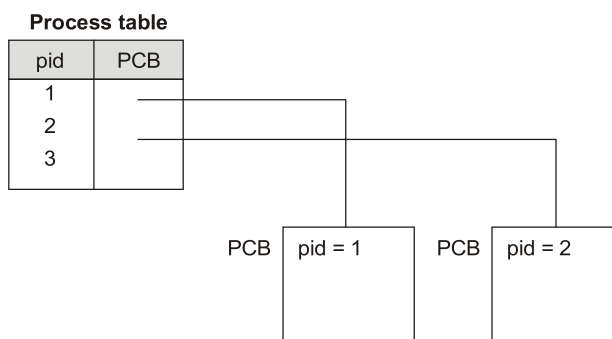 Process table
pid PCB
1
2
3
PCB pid = 1 PCB pid = 2